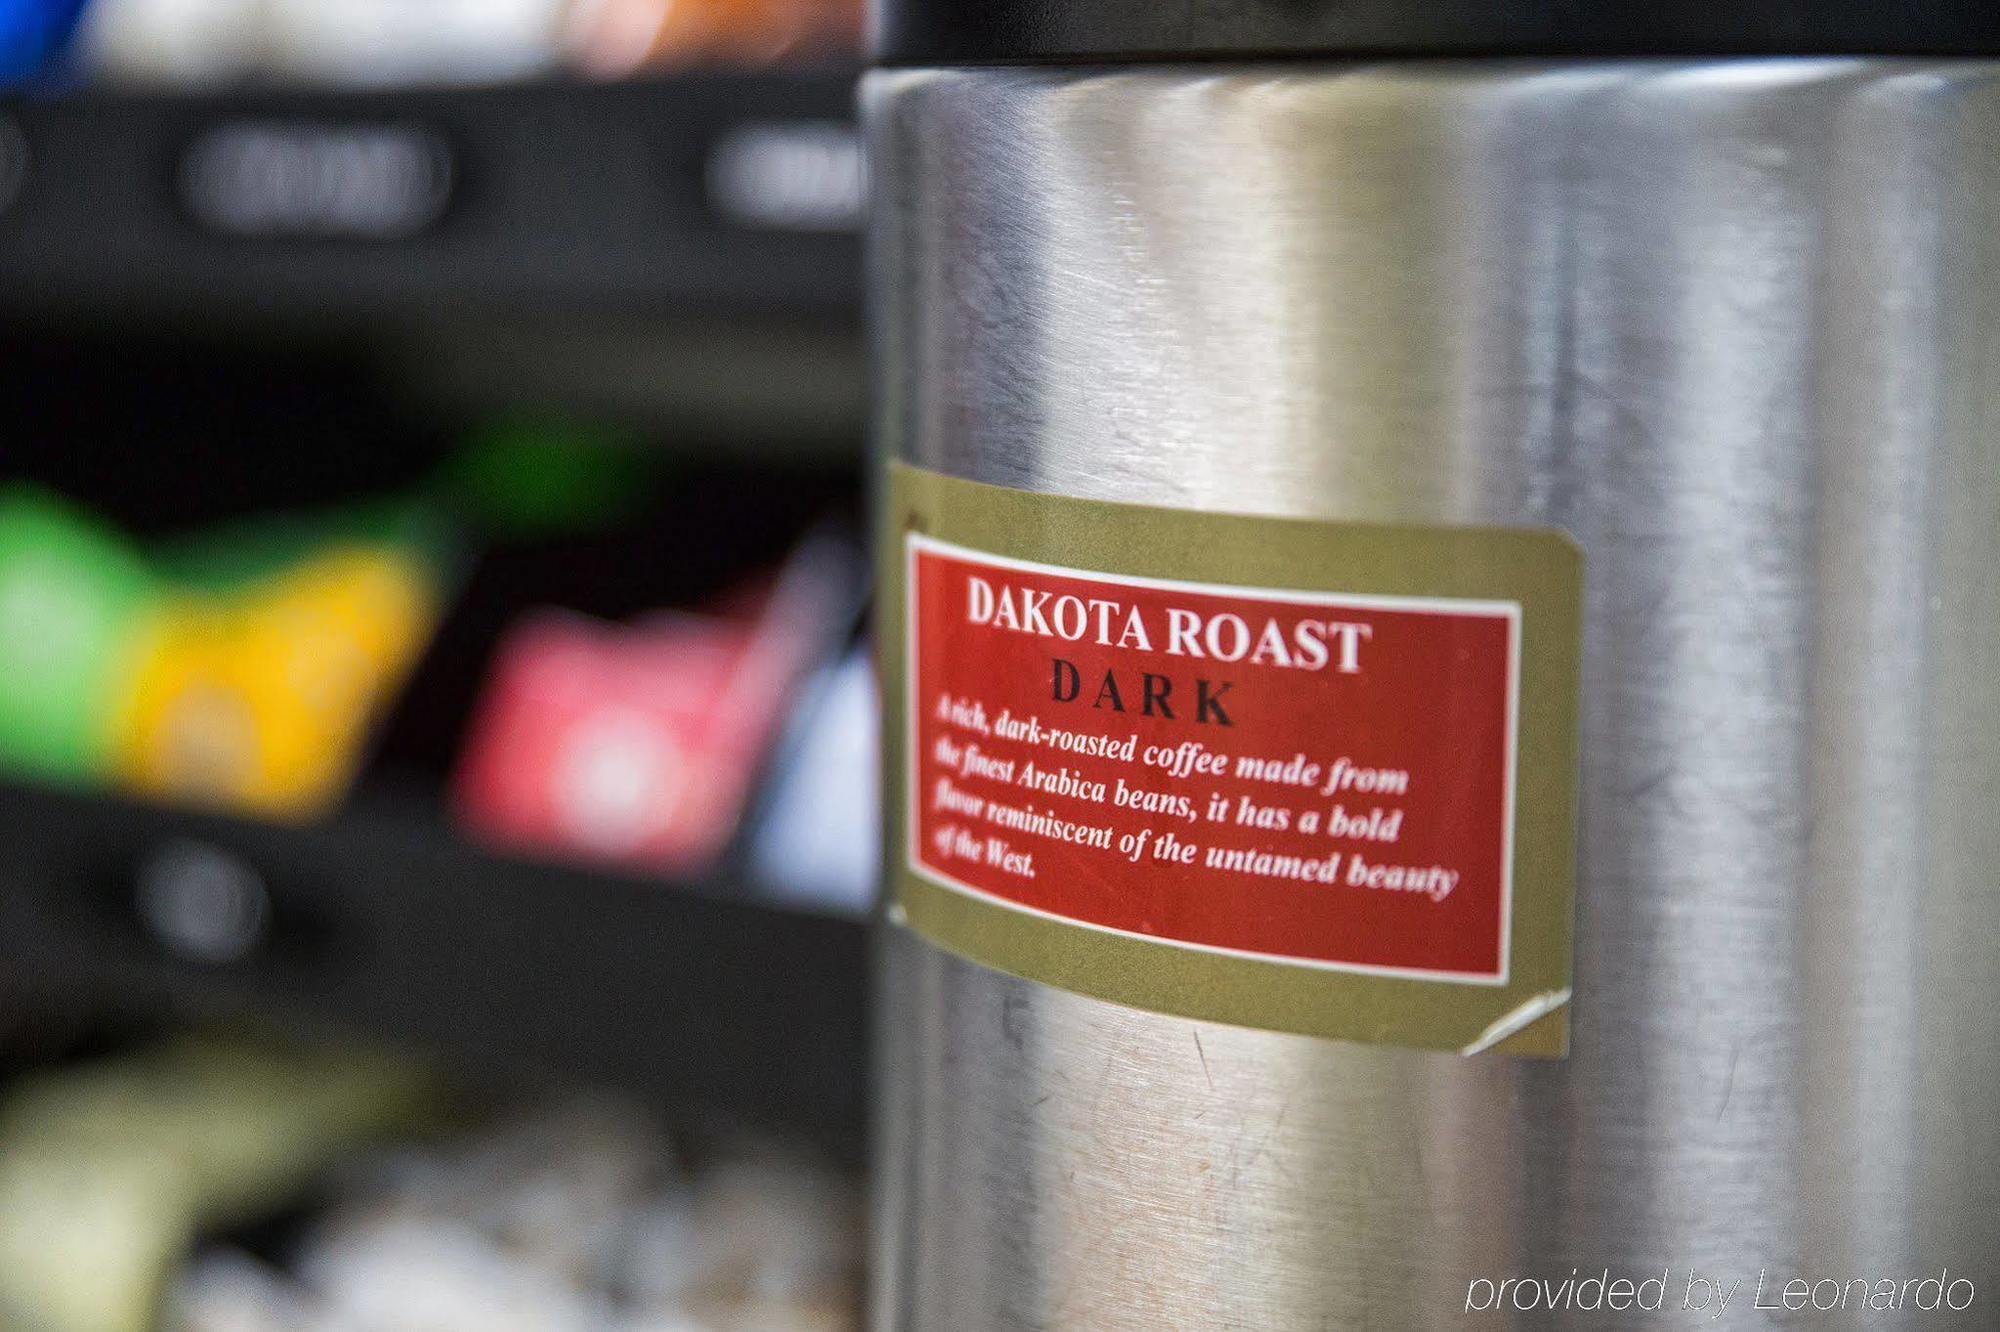 DAKOTA ROAST
DARK
A rich, dark-roasted coffee made from
the finest Arabica beans, it has a bold
flavor reminiscent of the untamed beauty
of the West.
provided by Leonardo